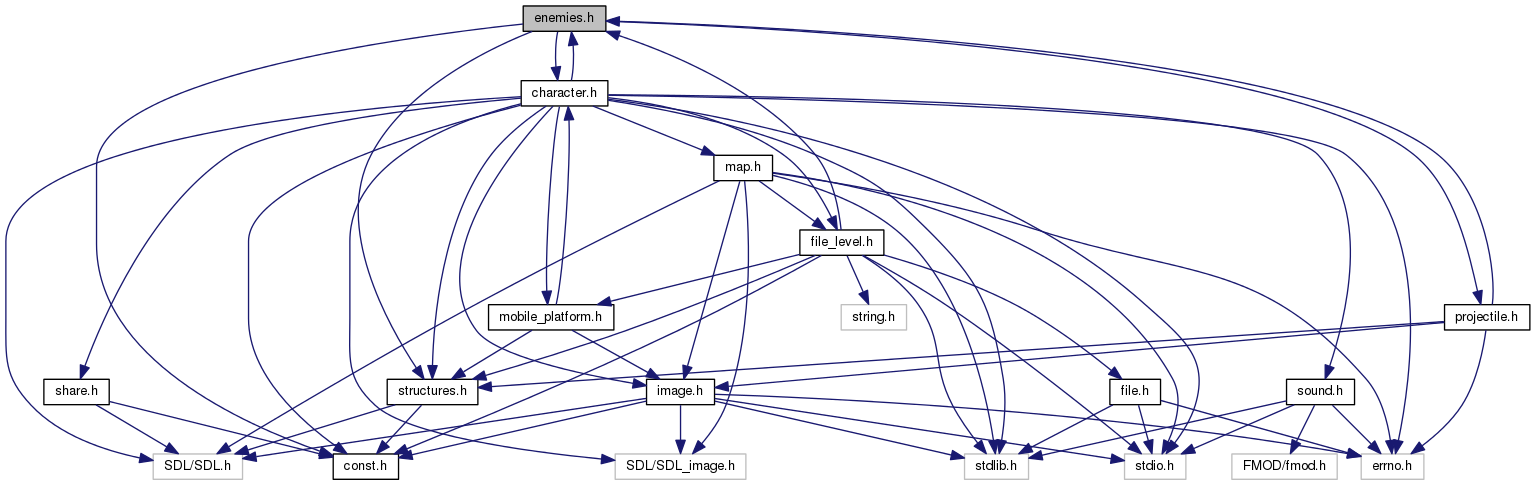 enemies.h
character.h
map.h
file_level.h
mobile_platform.h
string.h
projectile.h
share.h
structures.h
image.h
file.h
sound.h
SDL/SDL.h
const.h
SDL/SDL_image.h
stdlib.h
stdio.h
FMOD/fmod.h
errno.h